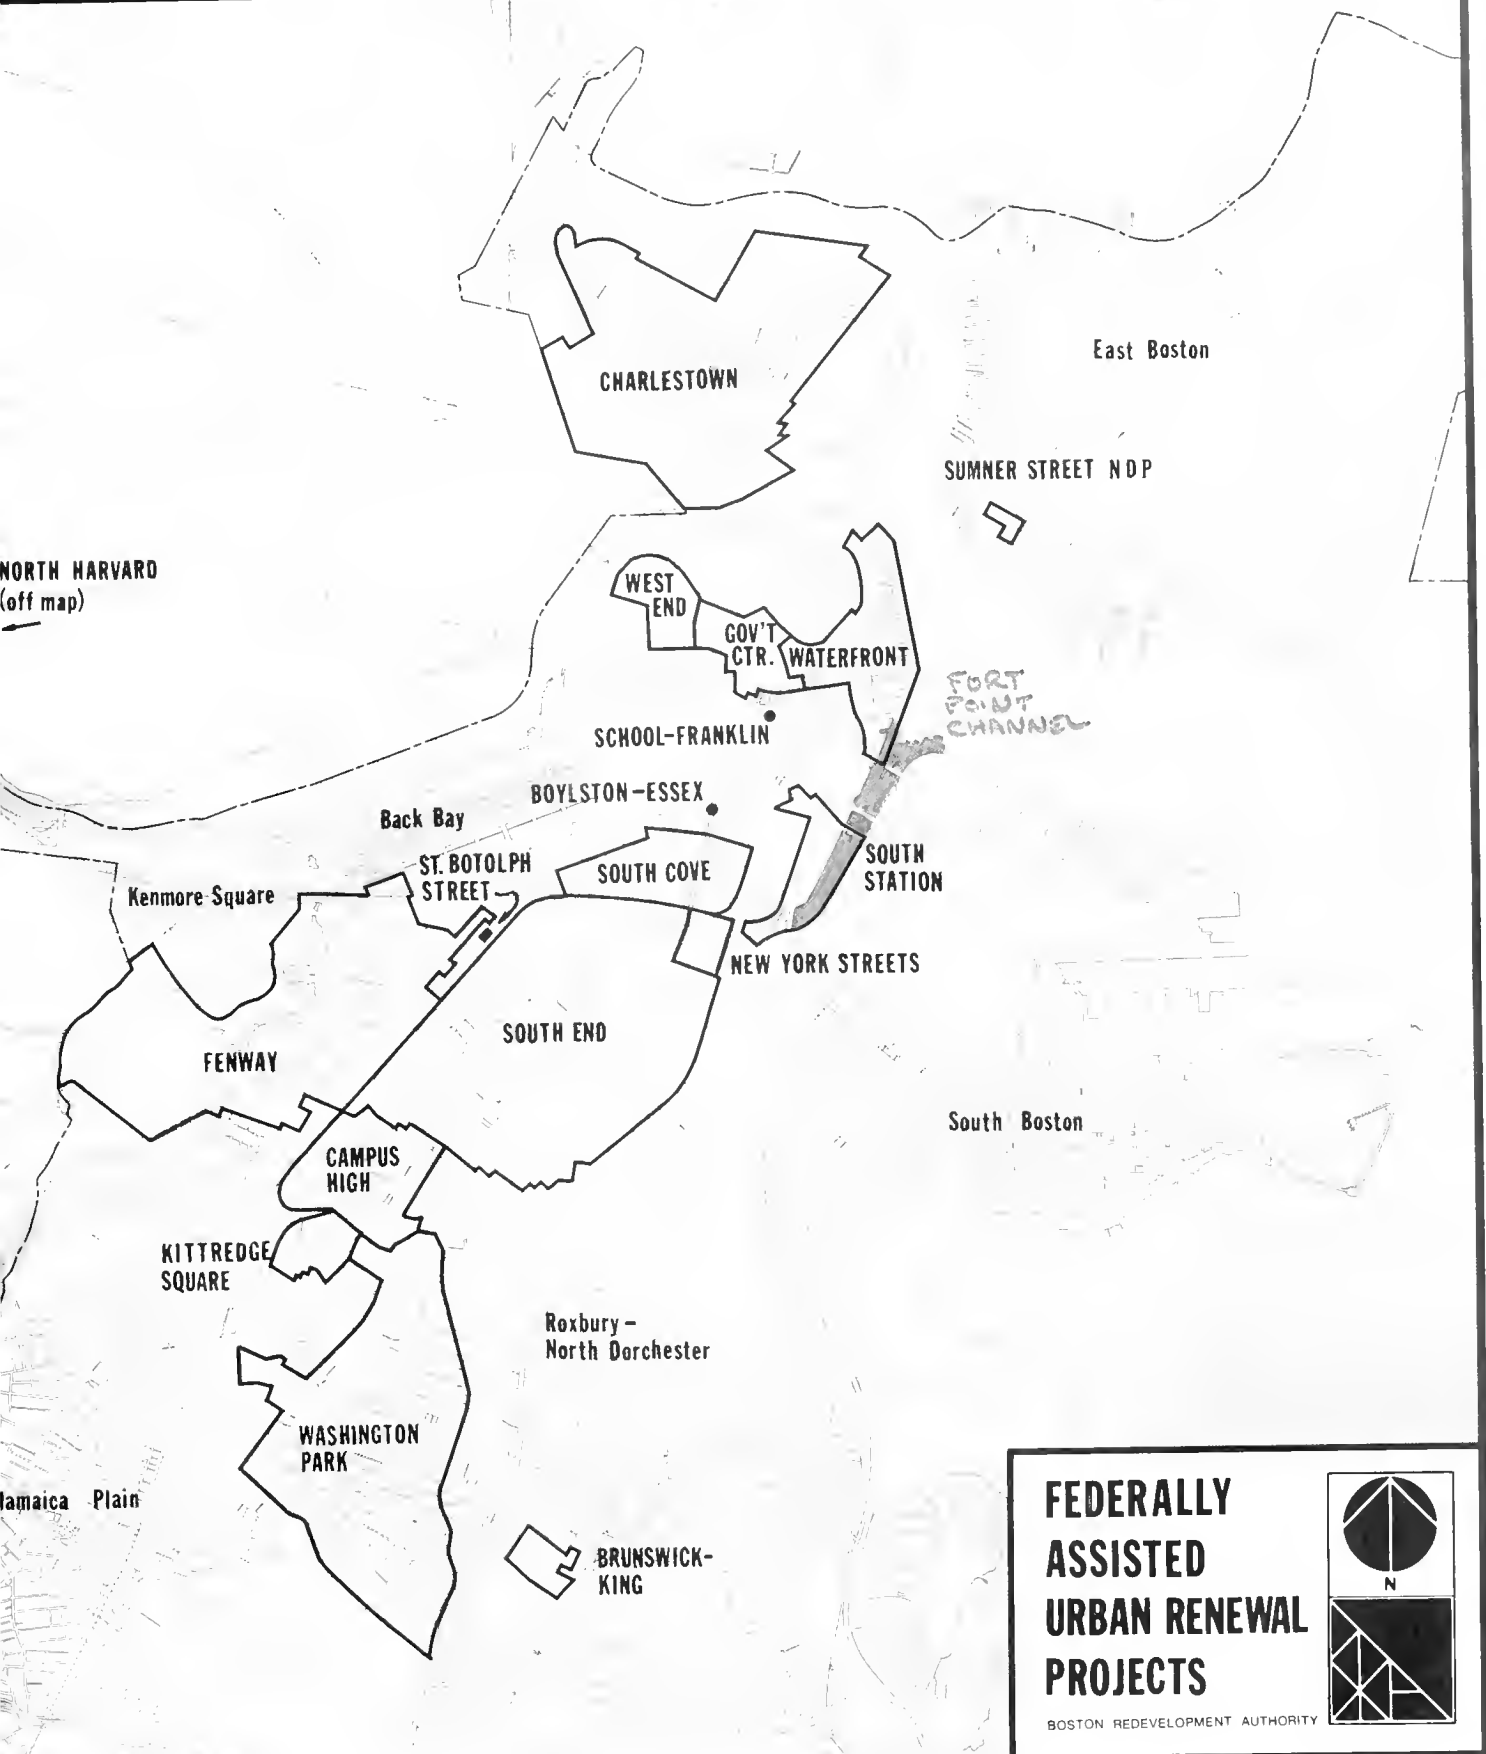 CHARLESTOWN
East Boston
SUMNER STREET NDP
NORTH HARVARD
(off map)
WEST
END
GOV'T
CTR.
WATERFRONT
FORT
POINT
CHANNEL
SCHOOL-FRANKLIN
BOYLSTON-ESSEX
Back Bay
ST. BOTOLPH
STREET
SOUTH COVE
SOUTH
STATION
Kenmore Square
NEW YORK STREETS
SOUTH END
FENWAY
South Boston
CAMPUS
HIGH
KITTREDGE
SQUARE
Roxbury-
North Dorchester
WASHINGTON
PARK
Jamaica Plain
BRUNSWICK-
KING
FEDERALLY
ASSISTED
URBAN RENEWAL
PROJECTS
BOSTON REDEVELOPMENT AUTHORITY
N